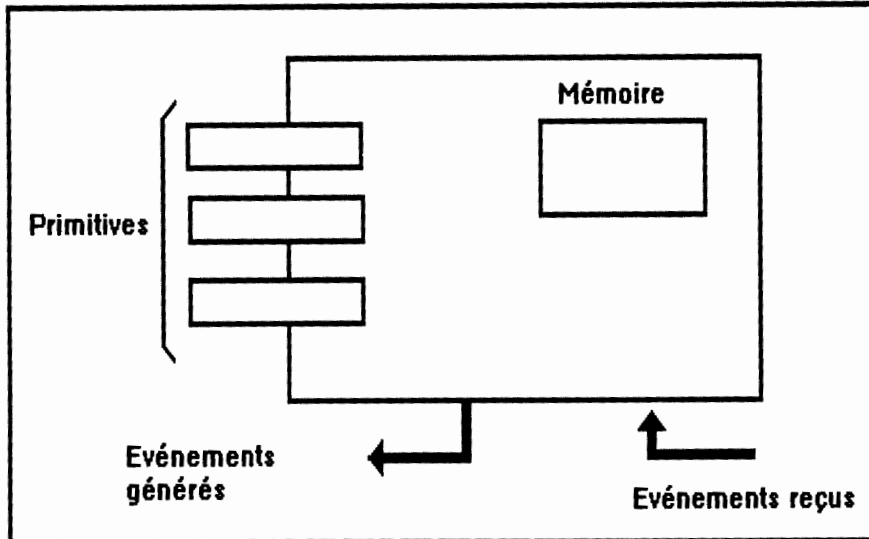 Mémoire
Primitives
Evénements
générés
Evénements reçus